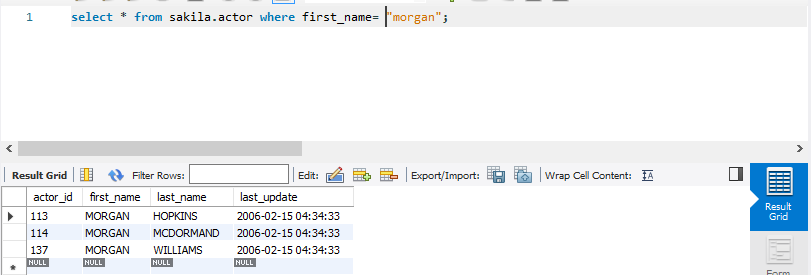 1 select * from sakila.actor where first_name= "morgan";
Result Grid Filter Rows: Edit: Export/Import: Wrap Cell Content: IA
actor_id first_name last_name last_update
113 MORGAN HOPKINS 2006-02-15 04:34:33
114 MORGAN MCDORMAND 2006-02-15 04:34:33
137 MORGAN WILLIAMS 2006-02-15 04:34:33
NULL NULL NULL NULL
Result
Grid
Form